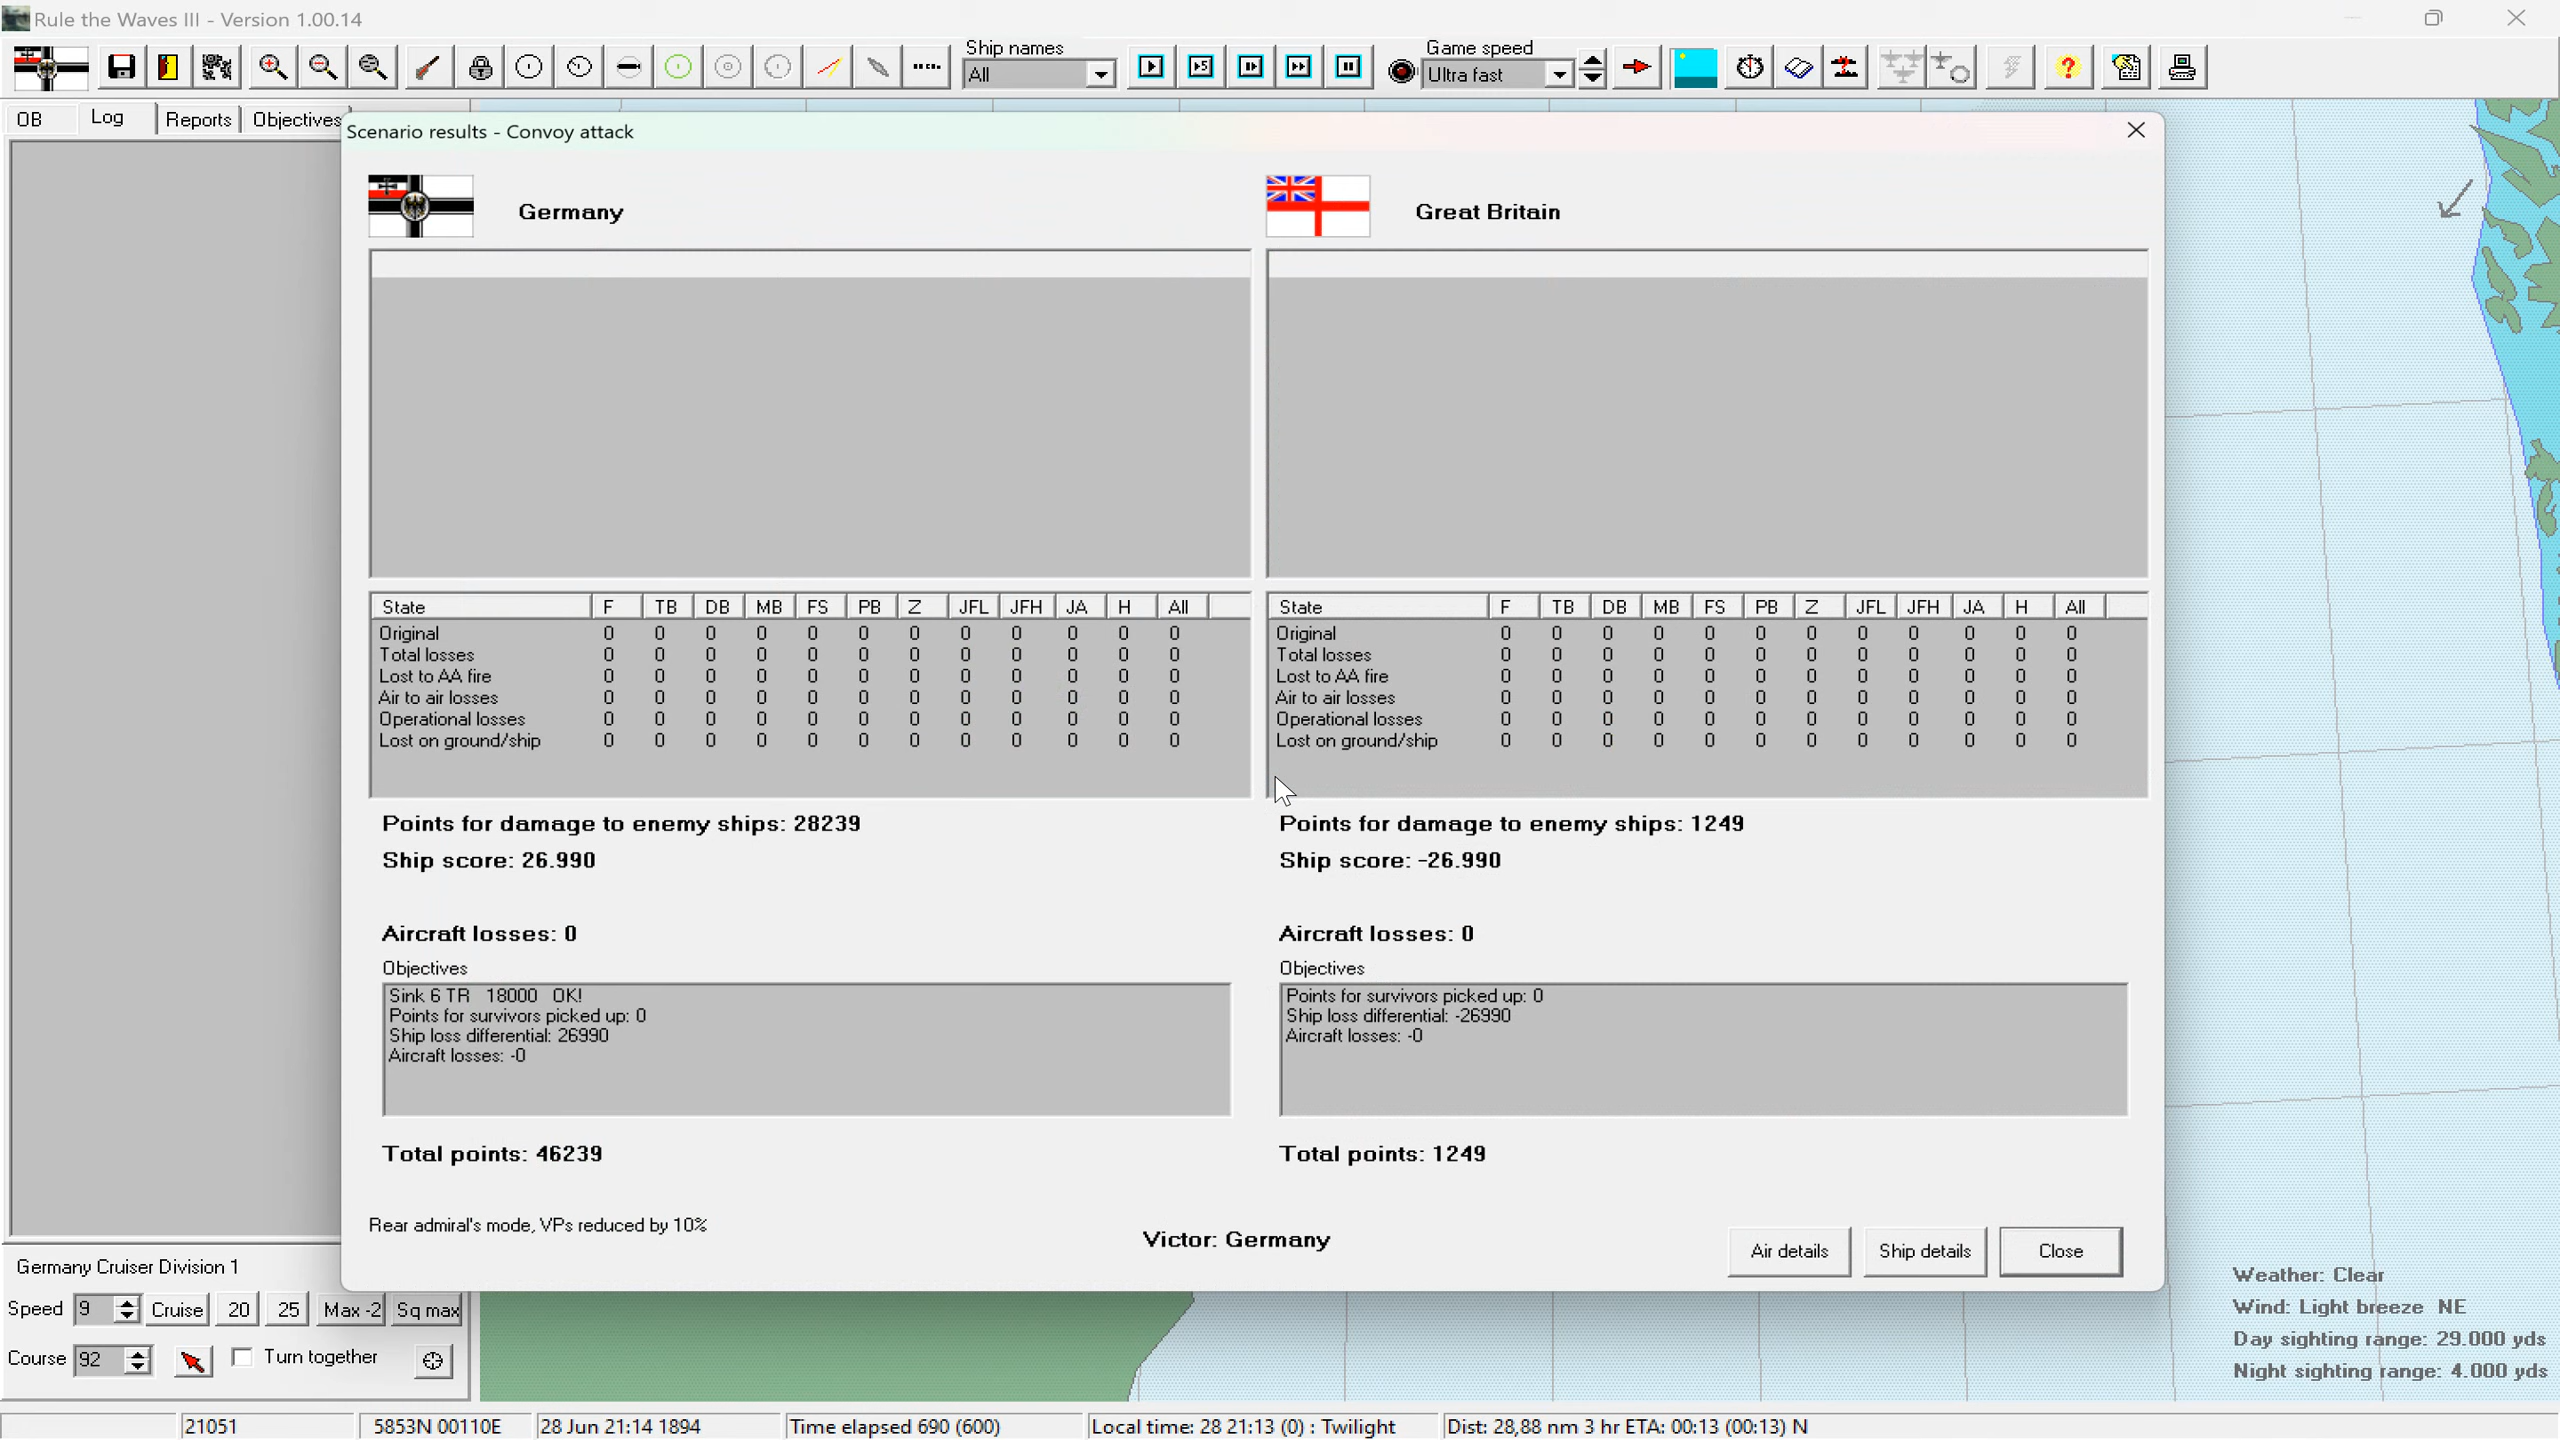 Rule the Waves III - Version 1.00.14
Ship names
All
Game speed
Ultra fast
OB
Log
Reports
Objectives
Scenario results - Convoy attack
Germany
State F TB DB MB FS PB Z JFL JFH JA H All
Original 0 0 0 0 0 0 0 0 0 0 0 0
Total losses 0 0 0 0 0 0 0 0 0 0 0 0
Lost to AA fire 0 0 0 0 0 0 0 0 0 0 0 0
Air to air losses 0 0 0 0 0 0 0 0 0 0 0 0
Operational losses 0 0 0 0 0 0 0 0 0 0 0 0
Lost on ground/ship 0 0 0 0 0 0 0 0 0 0 0 0
Points for damage to enemy ships: 28239
Ship score: 26.990
Aircraft losses: 0
Objectives
Sink 6 TR 18000 OK!
Points for survivors picked up: 0
Ship loss differential: 26990
Aircraft losses: -0
Total points: 46239
Great Britain
State F TB DB MB FS PB Z JFL JFH JA H All
Original 0 0 0 0 0 0 0 0 0 0 0 0
Total losses 0 0 0 0 0 0 0 0 0 0 0 0
Lost to AA fire 0 0 0 0 0 0 0 0 0 0 0 0
Air to air losses 0 0 0 0 0 0 0 0 0 0 0 0
Operational losses 0 0 0 0 0 0 0 0 0 0 0 0
Lost on ground/ship 0 0 0 0 0 0 0 0 0 0 0 0
Points for damage to enemy ships: 1249
Ship score: -26.990
Aircraft losses: 0
Objectives
Points for survivors picked up: 0
Ship loss differential: -26990
Aircraft losses: -0
Total points: 1249
Rear admiral's mode, VPs reduced by 10%
Victor: Germany
Air details
Ship details
Close
Germany Cruiser Division 1
Speed 9 Cruise 20 25 Max -2 Sq max
Course 92 Turn together
Weather: Clear
Wind: Light breeze NE
Day sighting range: 29.000 yds
Night sighting range: 4.000 yds
21051 5853N 00110E 28 Jun 21:14 1894 Time elapsed 690 (600) Local time: 28 21:13 (0) : Twilight Dist: 28,88 nm 3 hr ETA: 00:13 (00:13) N